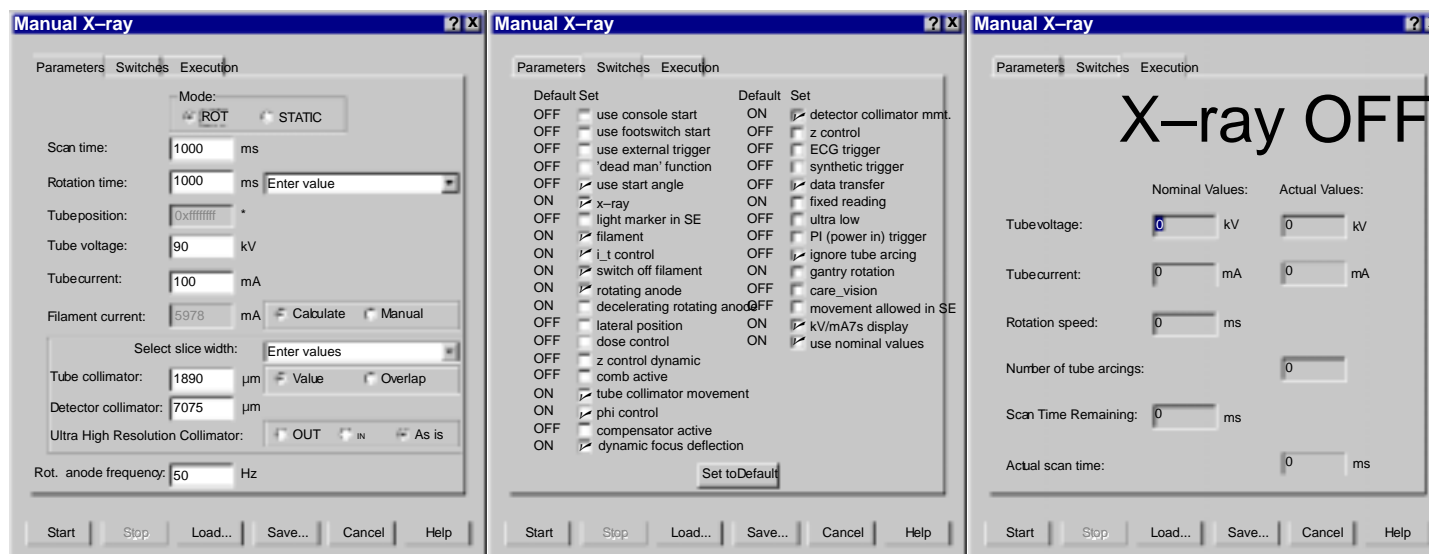 Manual X–ray ? X
Parameters Switches Execution
Mode:
ROT STATIC
Scan time: 1000 ms
Rotation time: 1000 ms Enter value
Tubeposition: 0xffffffff *
Tube voltage: 90 kV
Tubecurrent: 100 mA
Filament current: 5978 mA Calculate Manual
Select slice width: Enter values
Tube collimator: 1890 µm Value Overlap
Detector collimator: 7075 µm
Ultra High Resolution Collimator: OUT IN As is
Rot. anode frequency: 50 Hz
Start Stop Load... Save... Cancel Help
Manual X–ray ? X
Parameters Switches Execution
Default Set
OFF use console start
OFF use footswitch start
OFF use external trigger
OFF 'dead man' function
OFF use start angle
ON x–ray
OFF light marker in SE
ON filament
ON i_t control
ON switch off filament
ON rotating anode
ON decelerating rotating anode
OFF lateral position
OFF dose control
OFF z control dynamic
OFF comb active
ON tube collimator movement
ON phi control
OFF compensator active
ON dynamic focus deflection
Default Set
ON detector collimator mmt.
OFF z control
OFF ECG trigger
OFF synthetic trigger
OFF data transfer
ON fixed reading
OFF ultra low
OFF PI (power in) trigger
OFF ignore tube arcing
ON gantry rotation
OFF care_vision
OFF movement allowed in SE
ON kV/mA7s display
ON use nominal values
Set toDefault
Start Stop Load... Save... Cancel Help
Manual X–ray ?
Parameters Switches Execution
X–ray OFF
Nominal Values: Actual Values:
Tubevoltage: 0 kV 0 kV
Tubecurrent: 0 mA 0 mA
Rotation speed: 0 ms
Number of tube arcings: 0
Scan Time Remaining: 0 ms
Actual scan time: 0 ms
Start Stop Load... Save... Cancel Help